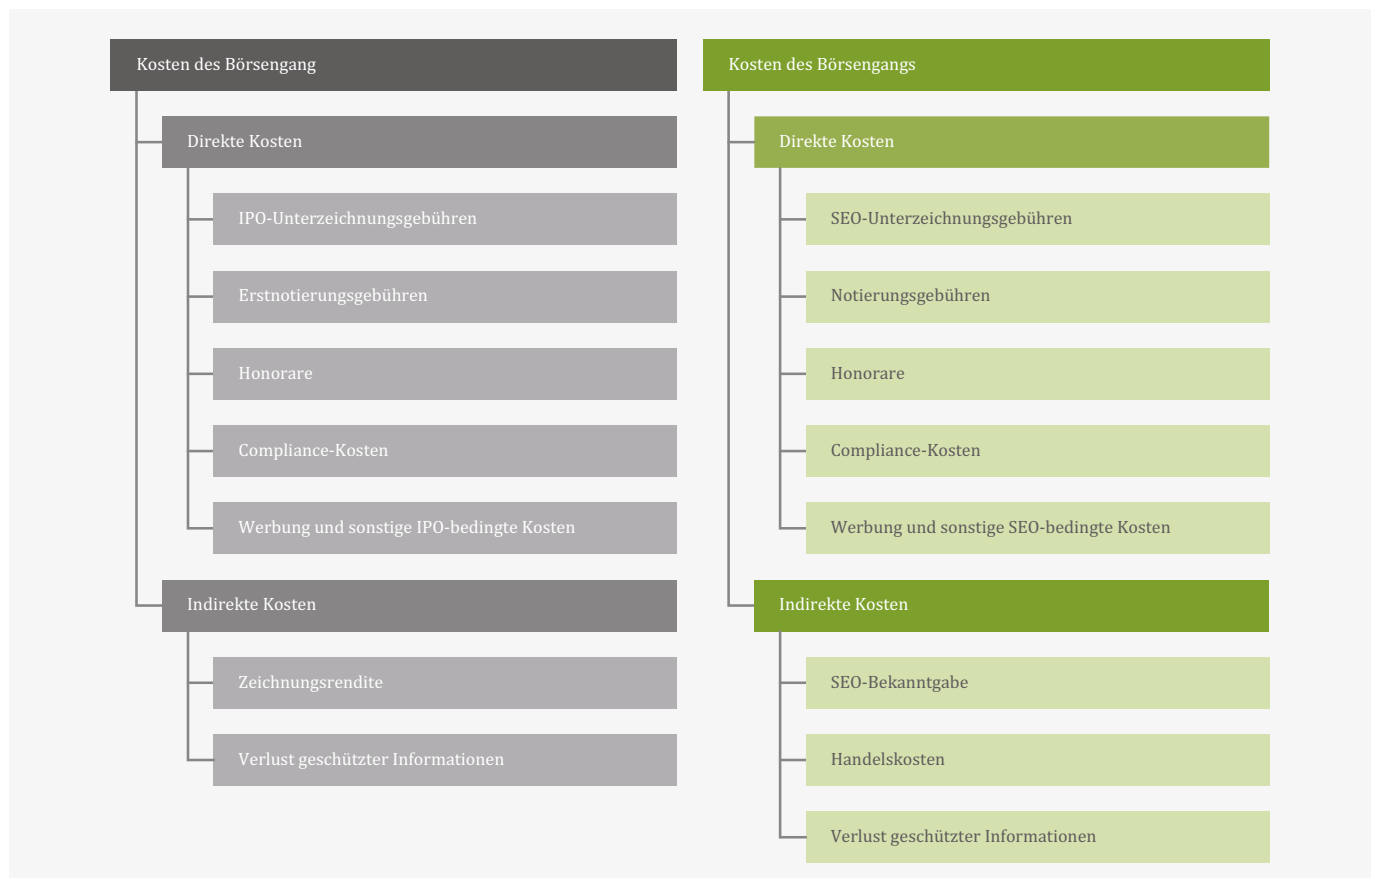 Kosten des Börsengang
Direkte Kosten
IPO-Unterzeichnungsgebühren
Erstnotierungsgebühren
Honorare
Compliance-Kosten
Werbung und sonstige IPO-bedingte Kosten
Indirekte Kosten
Zeichnungsrendite
Verlust geschützter Informationen
Kosten des Börsengangs
Direkte Kosten
SEO-Unterzeichnungsgebühren
Notierungsgebühren
Honorare
Compliance-Kosten
Werbung und sonstige SEO-bedingte Kosten
Indirekte Kosten
SEO-Bekanntgabe
Handelskosten
Verlust geschützter Informationen